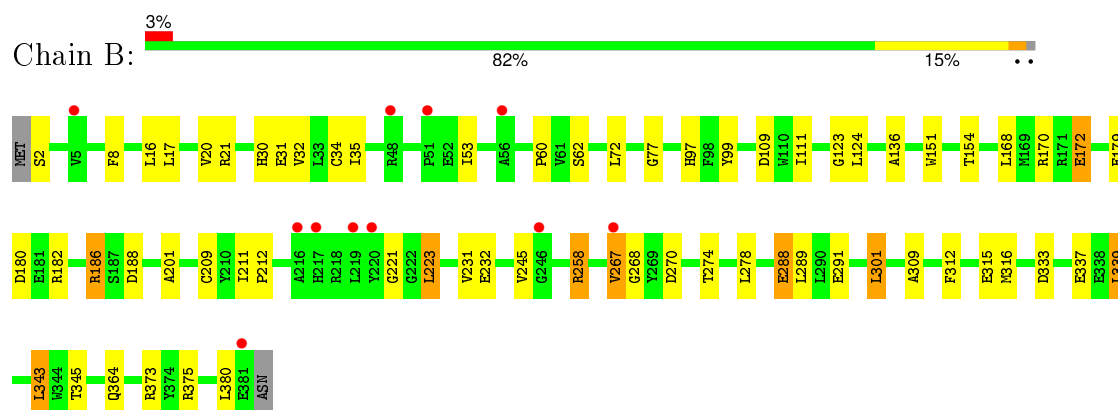 3%
Chain B:
82% 15% • •
MET S2 V5 F8 L16 L17 V20 R21 H30 E31 V32 L33 C34 I35 R48 P51 E52 I53 A56 P60 V61 S62 L72 G77 H97 F98 Y99 D109 W110 I111 G123 L124 A136 W151 T154 L168 M169 R170 R171 E172
D180 E181 R182 R186 S187 D188 A201 C209 Y210 I211 P212 A216 H217 R218 L219 Y220 G221 G222 L223 V231 E232 V245 G246 R258 V267 G268 Y269 D270 T274 L278 E288 L289 L290 E291 L301 A309 F312 E315 M316 D333 E337 E338
L343 W344 T345 Q364 R373 Y374 R375 L380 E381 ASN